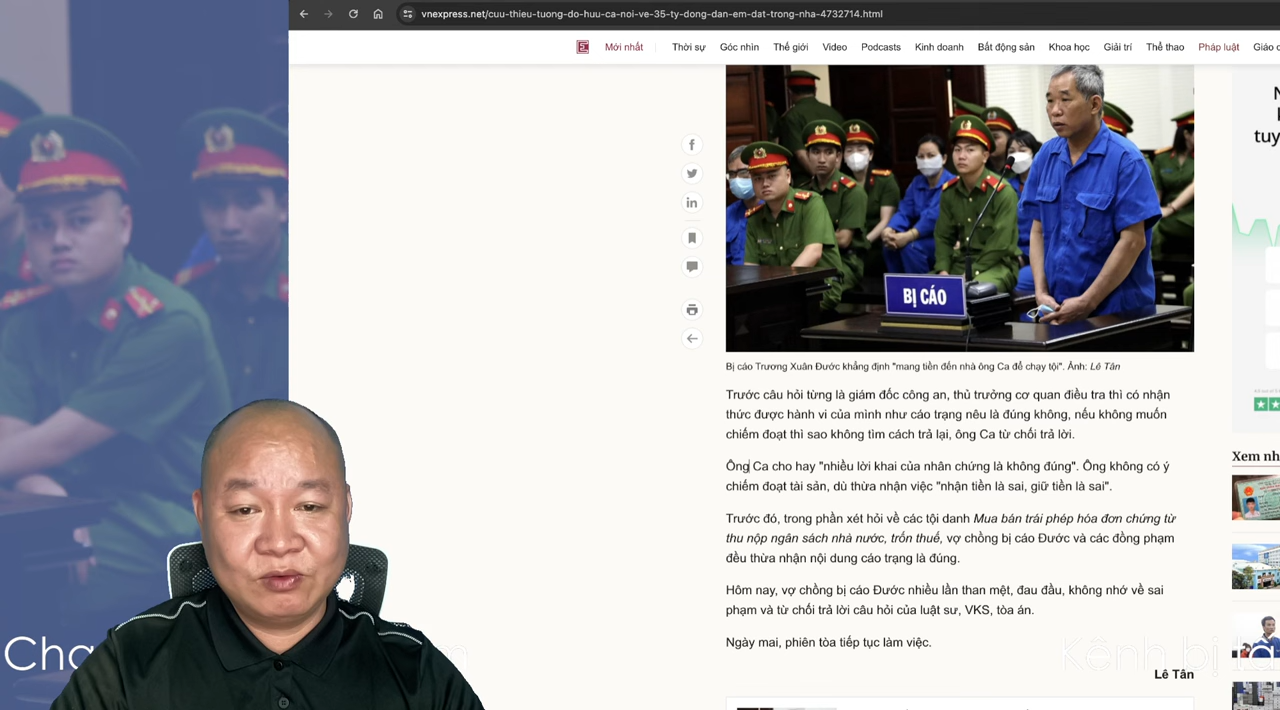 vnexpress.net/cuu-thieu-tuong-do-huu-ca-noi-ve-35-ty-dong-dan-em-dat-trong-nha-4732714.html
Mới nhất Thời sự Góc nhìn Thế giới Video Podcasts Kinh doanh Bất động sản Khoa học Giải trí Thể thao Pháp luật Giáo
tuy
BỊ CÁO
Bị cáo Trương Xuân Đước khẳng định "mang tiền đến nhà ông Ca để chạy tội". Ảnh: Lê Tân
Trước câu hỏi từng là giám đốc công an, thủ trưởng cơ quan điều tra thì có nhận
thức được hành vi của mình như cáo trạng nêu là đúng không, nếu không muốn
chiếm đoạt thì sao không tìm cách trả lại, ông Ca từ chối trả lời.
Ông Ca cho hay "nhiều lời khai của nhân chứng là không đúng". Ông không có ý
chiếm đoạt tài sản, dù thừa nhận việc "nhận tiền là sai, giữ tiền là sai".
Trước đó, trong phần xét hỏi về các tội danh Mua bán trái phép hóa đơn chứng từ
thu nộp ngân sách nhà nước, trốn thuế, vợ chồng bị cáo Đước và các đồng phạm
đều thừa nhận nội dung cáo trạng là đúng.
Hôm nay, vợ chồng bị cáo Đước nhiều lần than mệt, đau đầu, không nhớ về sai
phạm và từ chối trả lời câu hỏi của luật sư, VKS, tòa án.
Ngày mai, phiên tòa tiếp tục làm việc.
Lê Tân
Xem nh
Kênh bị